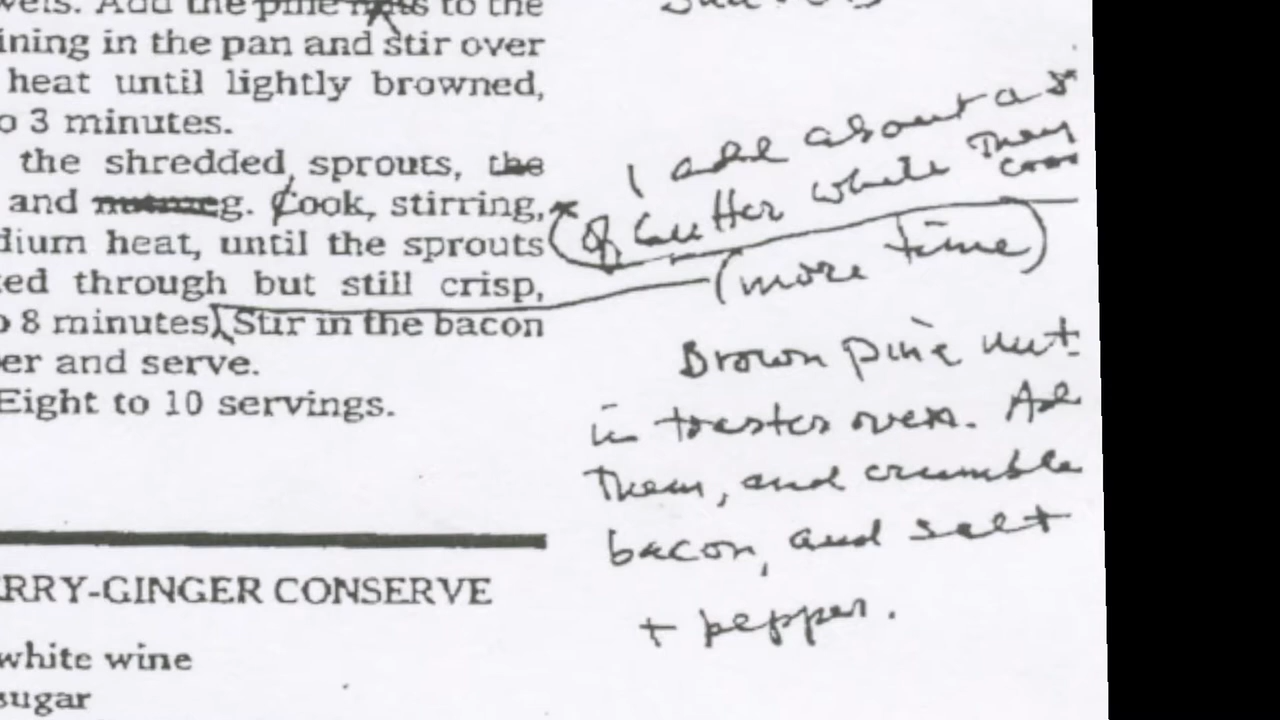 vels. Add the pine nuts to the
ining in the pan and stir over
heat until lightly browned,
o 3 minutes.
the shredded sprouts, the
and nutmeg. Cook, stirring,
dium heat, until the sprouts
ted through but still crisp,
o 8 minutes. Stir in the bacon
er and serve.
Eight to 10 servings.
RRY-GINGER CONSERVE
white wine
sugar
I add about a
of butter while they
(more time)
Brown pine nut
in toaster oven. Add
them, and crumble
bacon, and salt
+ pepper.